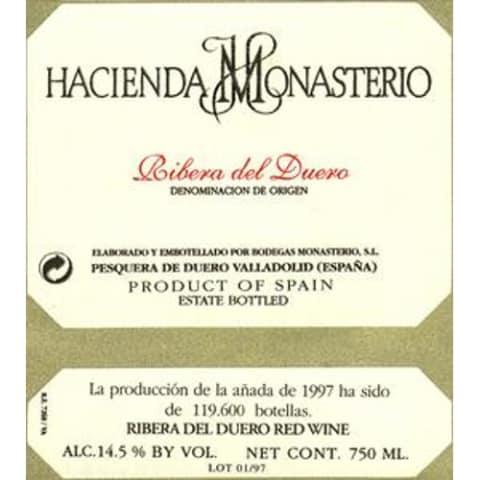 HACIENDA MONASTERIO
Ribera del Duero
DENOMINACION DE ORIGEN
ELABORADO Y EMBOTELLADO POR BODEGAS MONASTERIO, S.L.
PESQUERA DE DUERO VALLADOLID (ESPAÑA)
PRODUCT OF SPAIN
ESTATE BOTTLED
La producción de la añada de 1997 ha sido
de 119.600 botellas.
RIBERA DEL DUERO RED WINE
ALC.14.5 % BY VOL. NET CONT. 750 ML.
LOT 01/97